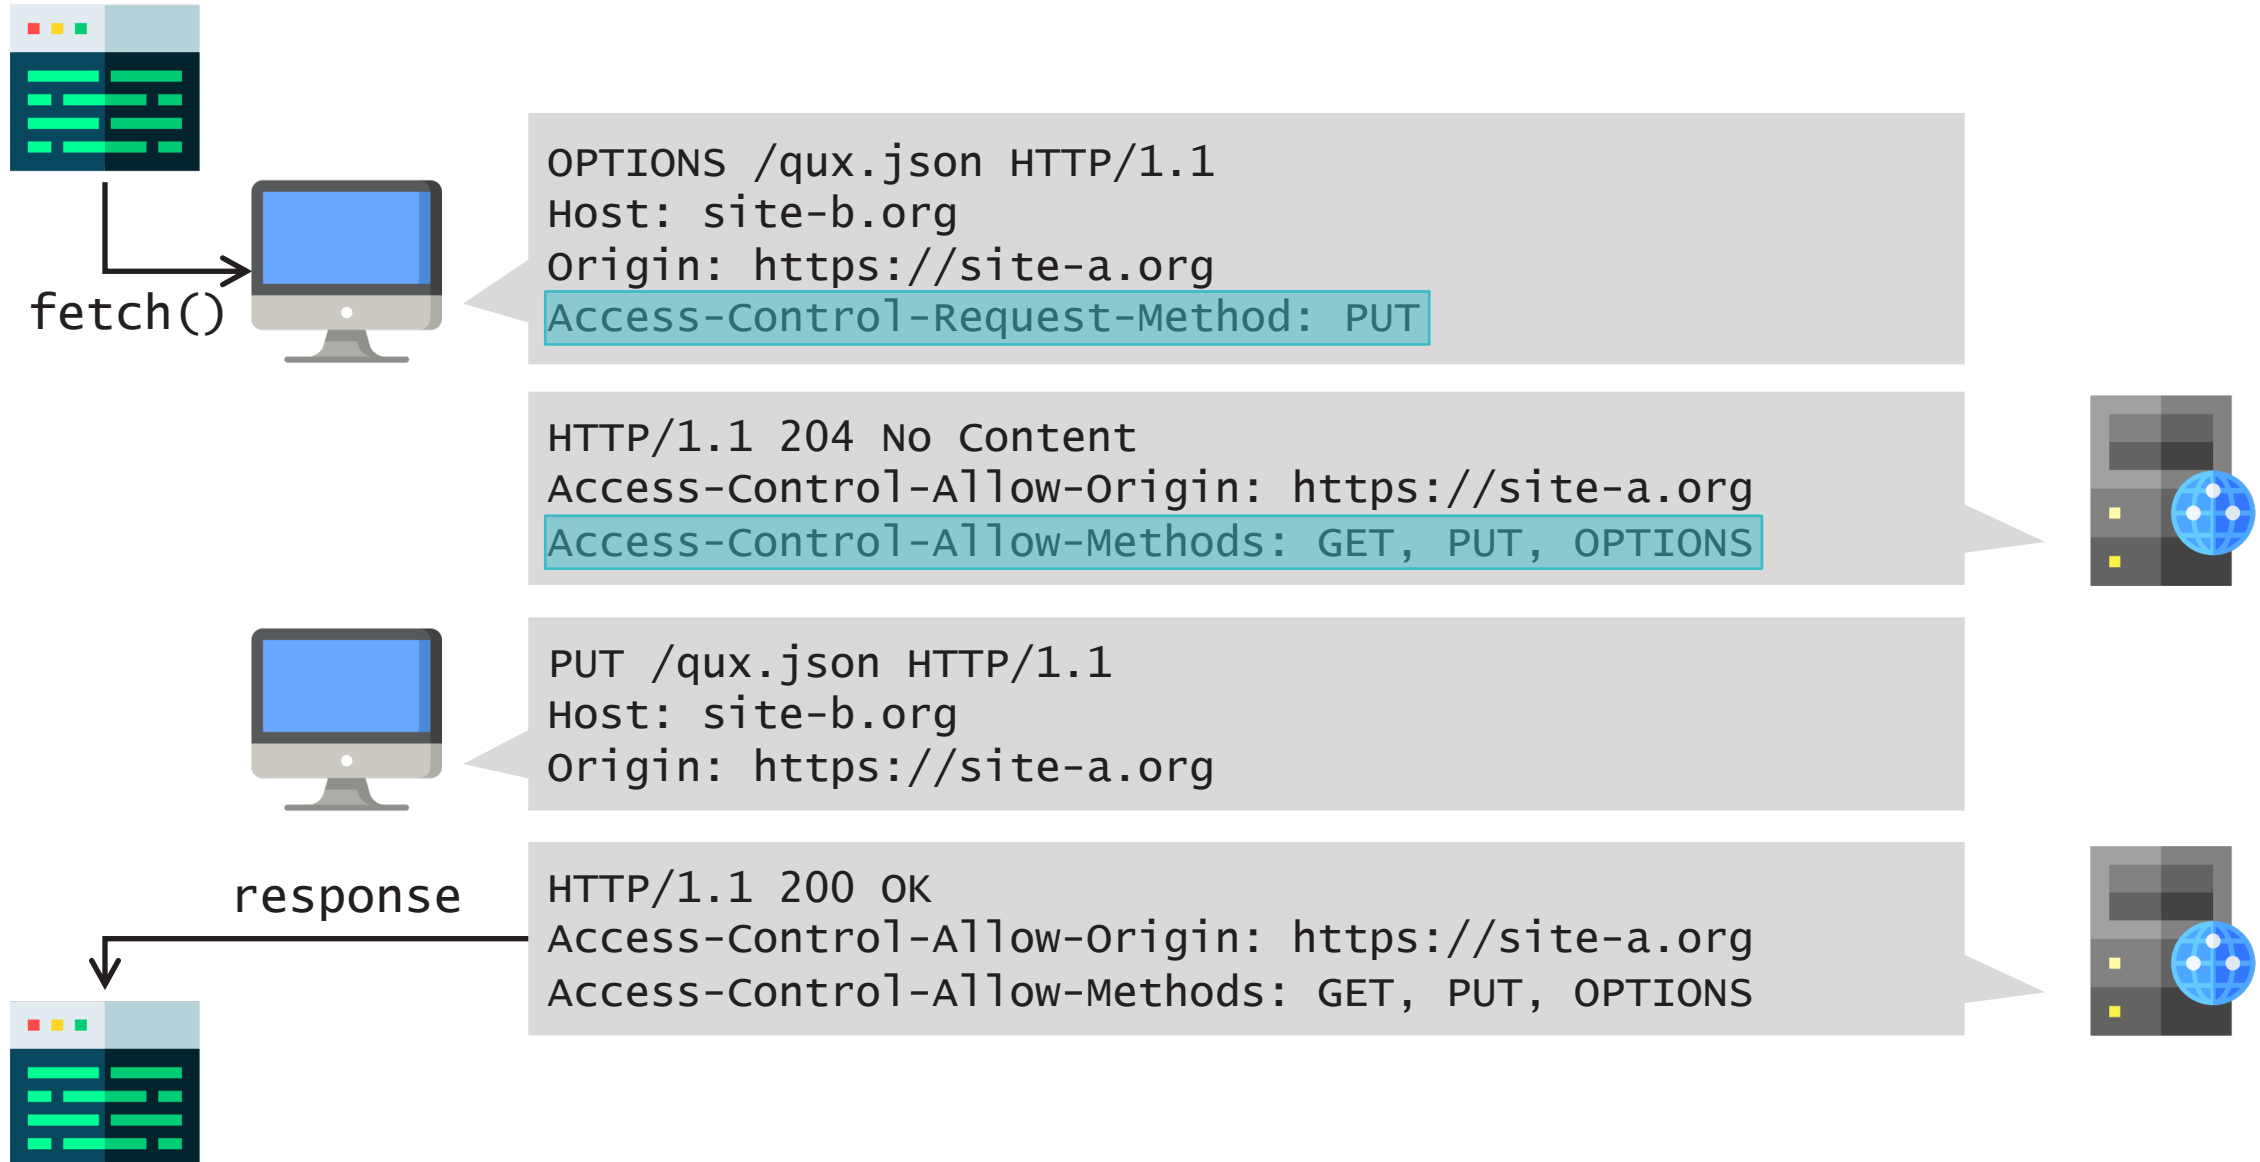 fetch()
OPTIONS /qux.json HTTP/1.1
Host: site-b.org
Origin: https://site-a.org
Access-Control-Request-Method: PUT
HTTP/1.1 204 No Content
Access-Control-Allow-Origin: https://site-a.org
Access-Control-Allow-Methods: GET, PUT, OPTIONS
PUT /qux.json HTTP/1.1
Host: site-b.org
Origin: https://site-a.org
response
HTTP/1.1 200 OK
Access-Control-Allow-Origin: https://site-a.org
Access-Control-Allow-Methods: GET, PUT, OPTIONS